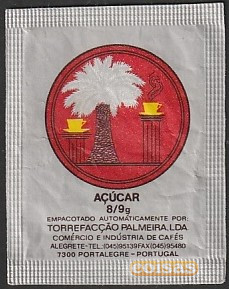 AÇÚCAR
8/9g
EMPACOTADO AUTOMÁTICAMENTE POR:
TORREFACÇÃO PALMEIRA,LDA
COMÉRCIO E INDÚSTRIA DE CAFÉS
ALEGRETE-TEL.(045)95139FAX(045)95480
7300 PORTALEGRE - PORTUGAL
coisas